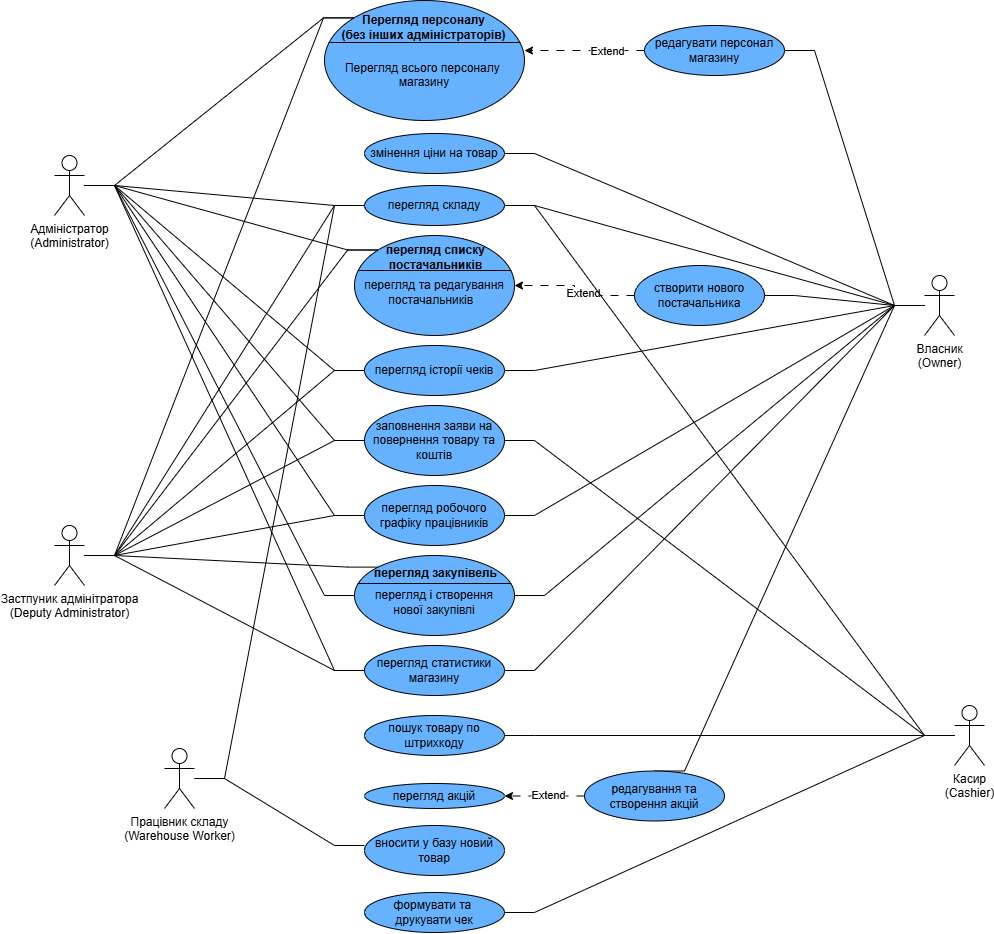 Перегляд персоналу
(без інших адміністраторів)
Перегляд всього персоналу
магазину
Extend
редагувати персонал
магазину
змінення ціни на товар
перегляд складу
Адміністратор
(Administrator)
перегляд списку
постачальників
перегляд та редагування
постачальників
Extend
створити нового
постачальника
Власник
(Owner)
перегляд історії чеків
заповнення заяви на
повернення товару та
коштів
перегляд робочого
графіку працівників
Застпуник адмінітратора
(Deputy Administrator)
перегляд закупівель
перегляд і створення
нової закупівлі
перегляд статистики
магазину
пошук товару по
штрихкоду
Касир
(Cashier)
перегляд акцій
Extend
редагування та
створення акцій
Працівник складу
(Warehouse Worker)
вносити у базу новий
товар
формувати та
друкувати чек